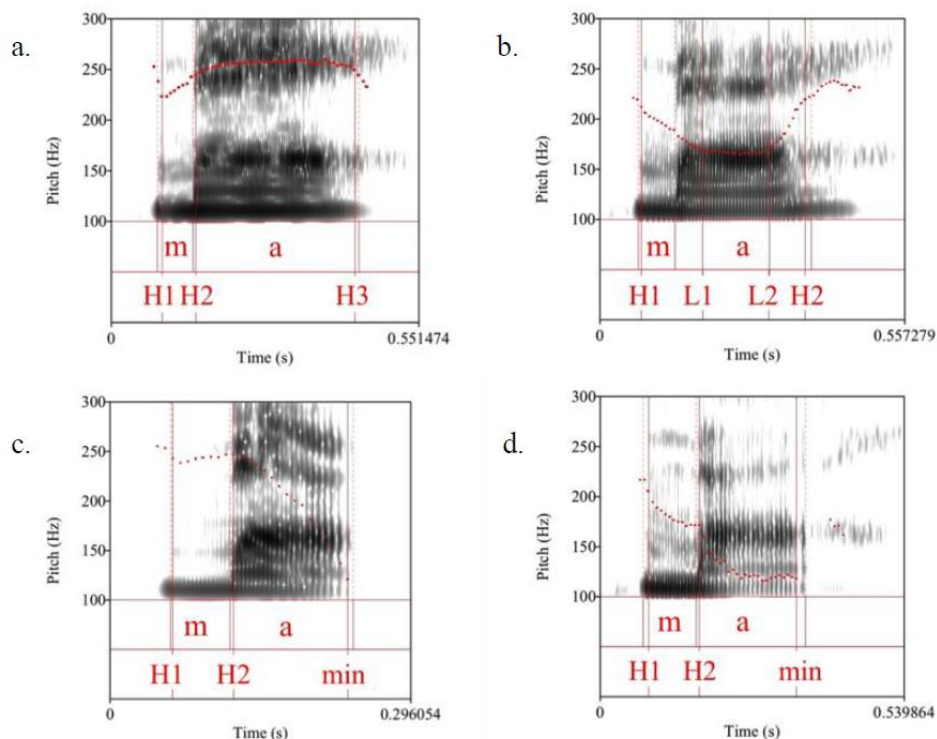 a.
300
250
200
150
100
Pitch (Hz)
m a
H1 H2 H3
0 0.551474
Time (s)
b.
300
250
200
150
100
Pitch (Hz)
m a
H1 L1 L2 H2
0 0.557279
Time (s)
c.
300
250
200
150
100
Pitch (Hz)
m a
H1 H2 min
0 0.296054
Time (s)
d.
300
250
200
150
100
Pitch (Hz)
m a
H1 H2 min
0 0.539864
Time (s)